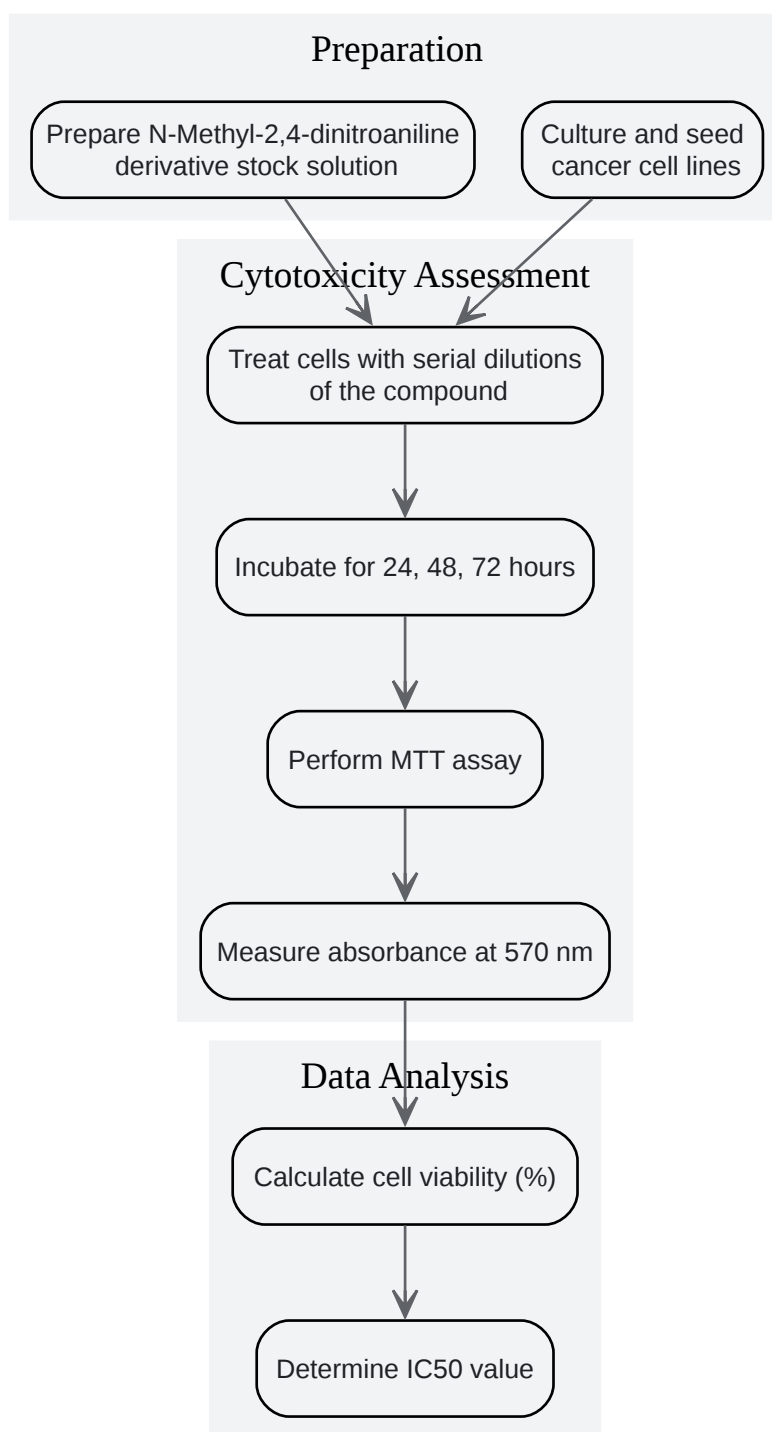 Preparation
Prepare N-Methyl-2,4-dinitroaniline
derivative stock solution
Culture and seed
cancer cell lines
Cytotoxicity Assessment
Treat cells with serial dilutions
of the compound
Incubate for 24, 48, 72 hours
Perform MTT assay
Measure absorbance at 570 nm
Data Analysis
Calculate cell viability (%)
Determine IC50 value